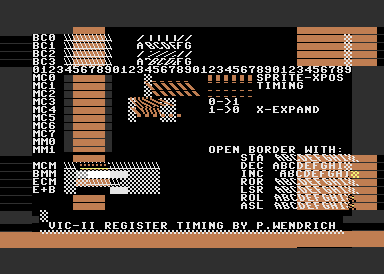 BC0
BC1
BC2
BC3
0123456789012345678901234567890123456789
MC0 SPRITE-XPOS
MC1 TIMING
MC2
MC3 0->1
MC4 1->0 X-EXPAND
MC5
MC6
MC7
MM0
MM1 OPEN BORDER WITH:
STA
MCM DEC ABCDEFGHI
BMM INC ABCDEFGHI
ECM ROR
E+B LSR
ROL
ASL
VIC-II REGISTER TIMING BY P.WENDRICH